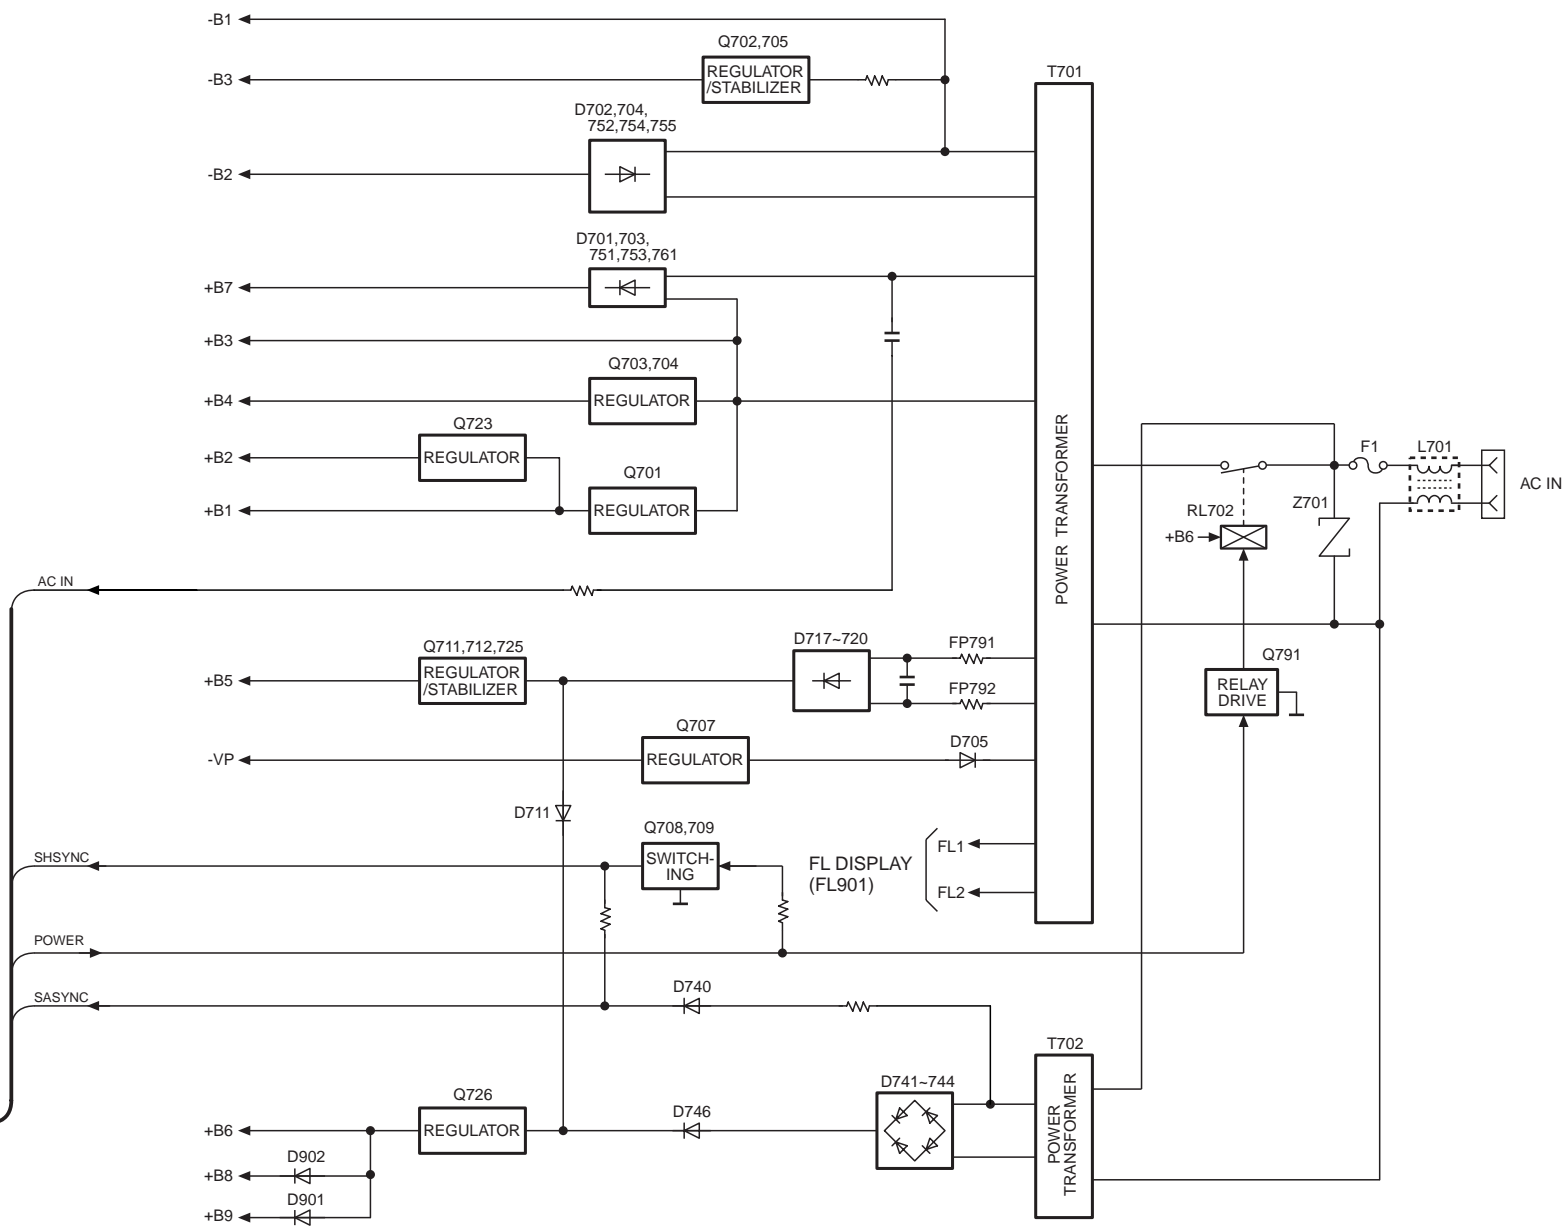 -B1
Q702,705
-B3
REGULATOR
/STABILIZER
T701
D702,704,
752,754,755
-B2
D701,703,
751,753,761
+B7
+B3
Q703,704
+B4
REGULATOR
Q723
+B2
REGULATOR
Q701
+B1
REGULATOR
POWER TRANSFORMER
F1
L701
AC IN
Z701
RL702
+B6
AC IN
Q711,712,725
D717~720
FP791
+B5
REGULATOR
/STABILIZER
FP792
Q791
RELAY
DRIVE
Q707
-VP
REGULATOR
D705
D711
Q708,709
SHSYNC
SWITCH-
ING
FL DISPLAY
(FL901)
FL1
FL2
POWER
SASYNC
D740
T702
D741~744
Q726
+B6
REGULATOR
D746
POWER
TRANSFORMER
D902
+B8
D901
+B9